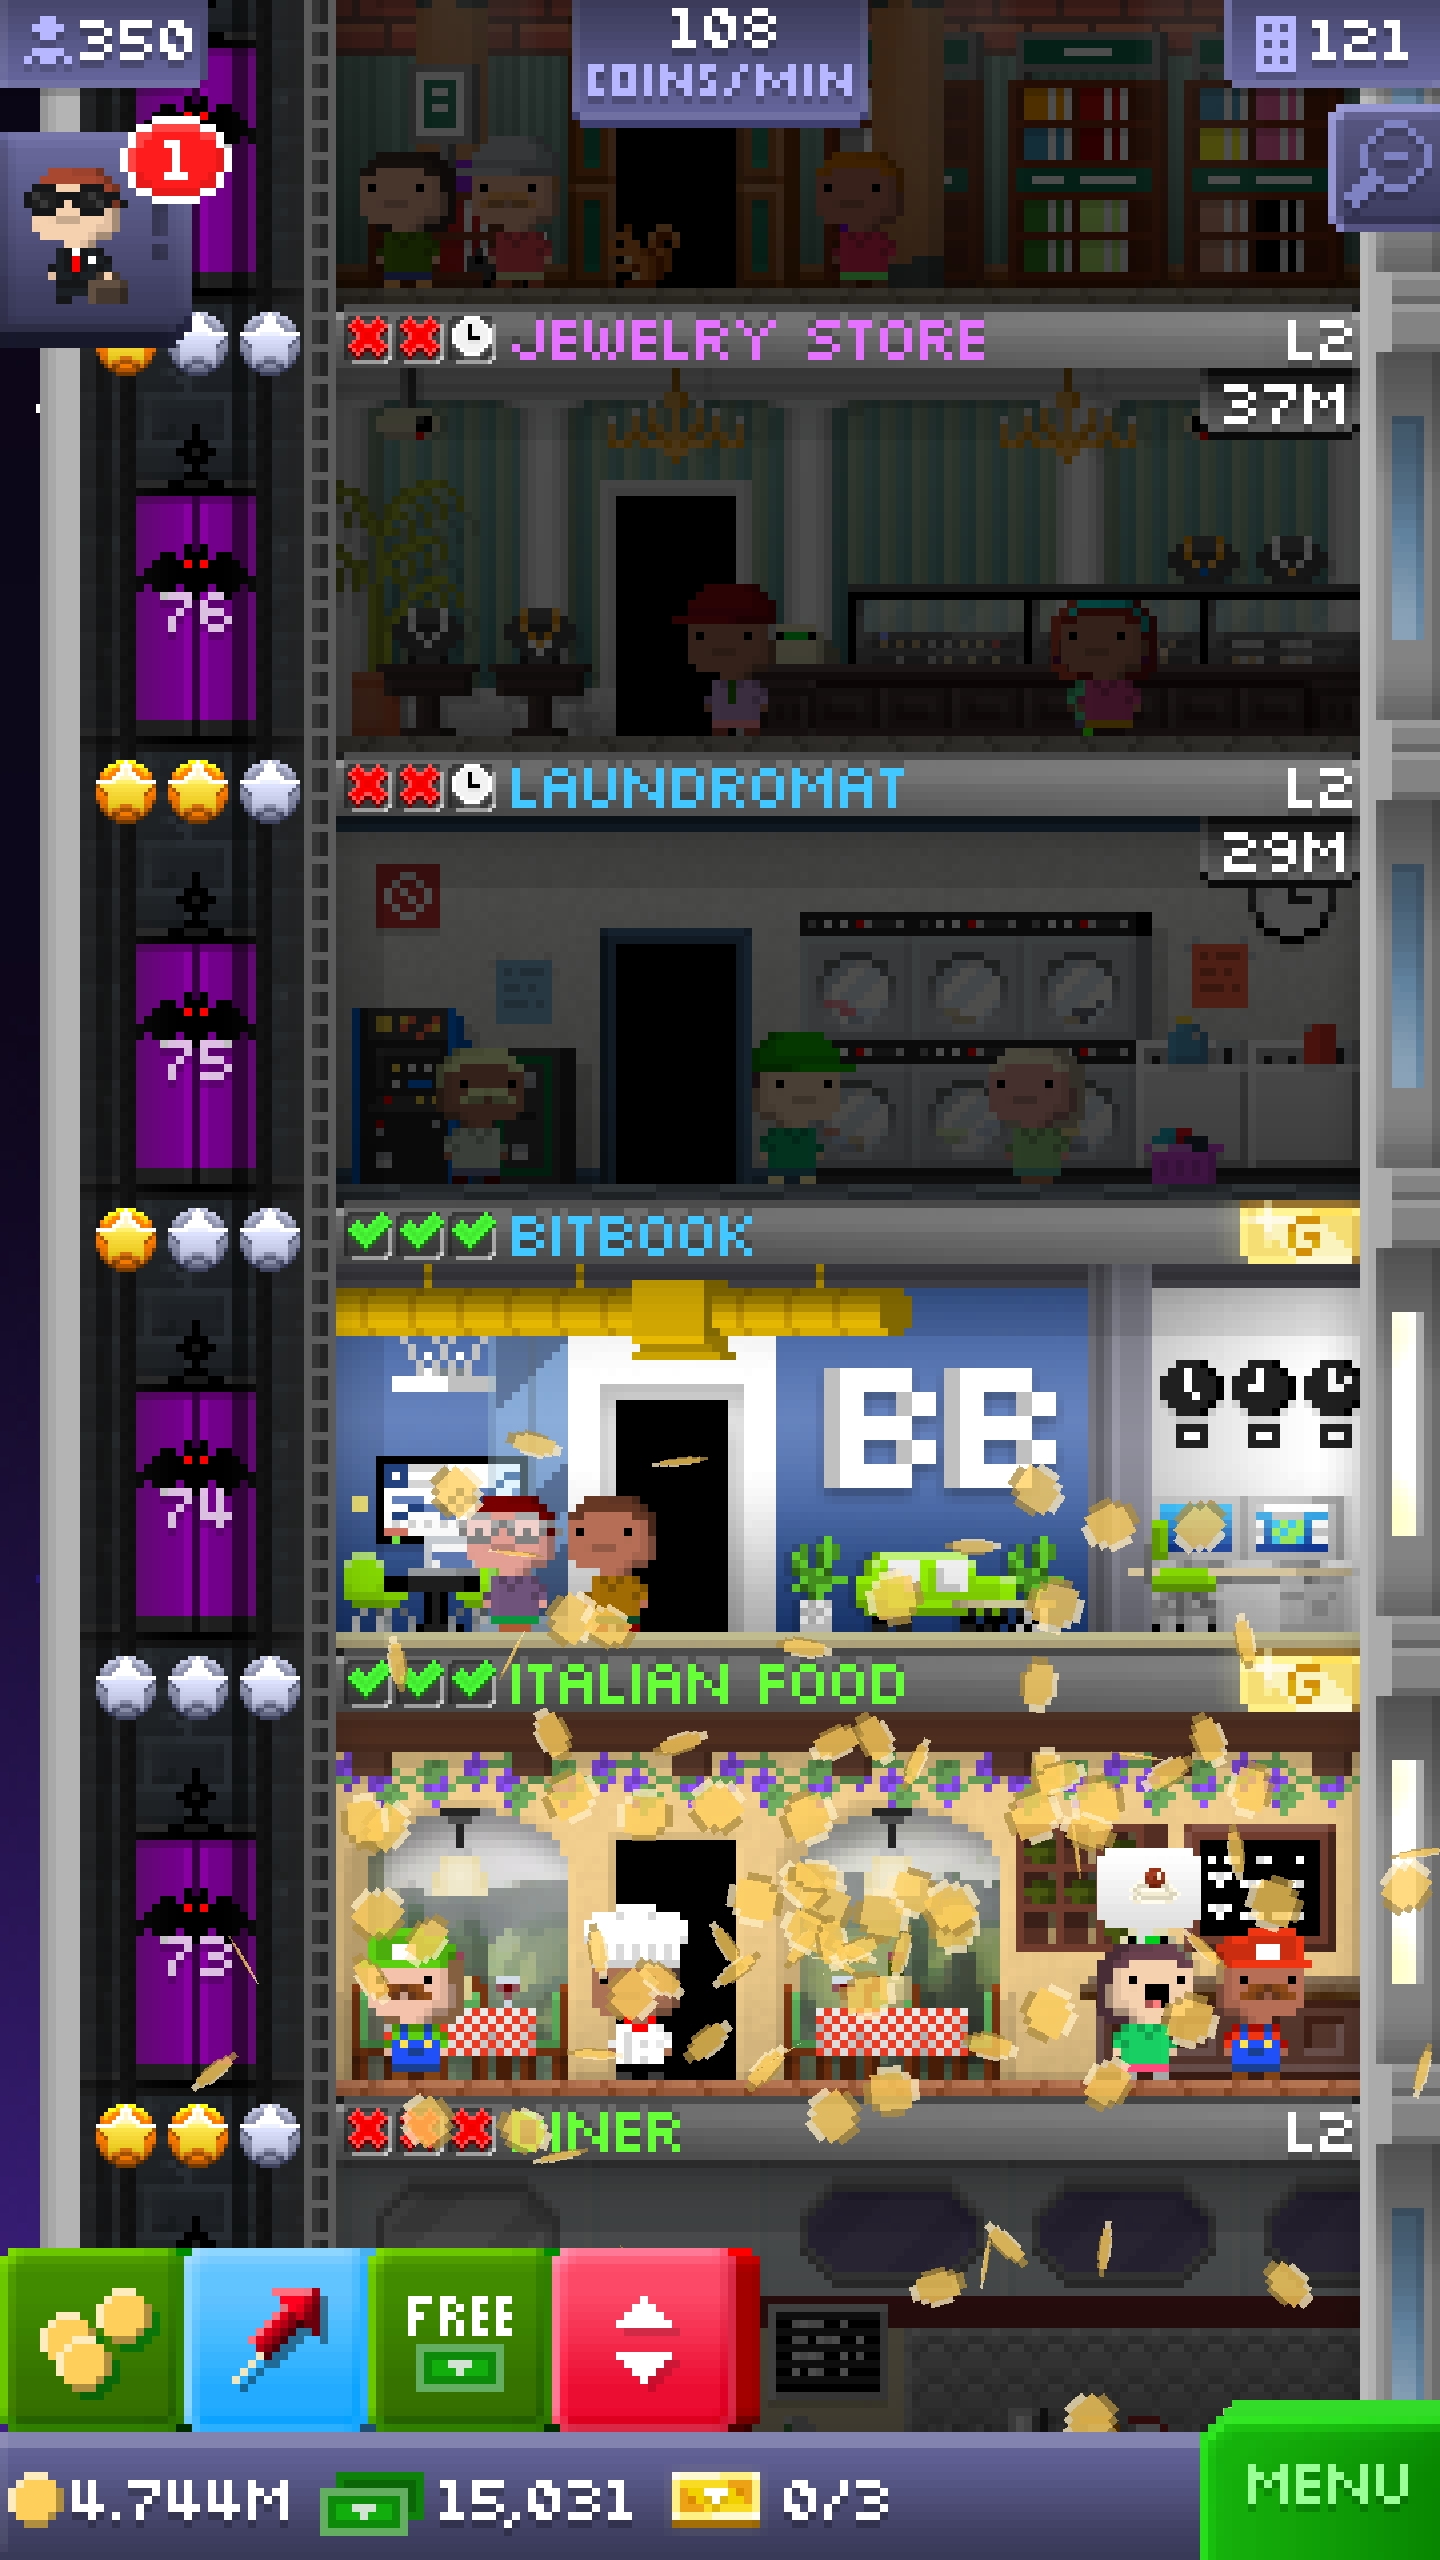 350
108
COINS/MIN
121
1
JEWELRY STORE
L2
37M
76
LAUNDROMAT
L2
29M
75
BITBOOK
G
BB
74
ITALIAN FOOD
G
73
DINER
L2
FREE
4.744M
15,031
0/3
MENU